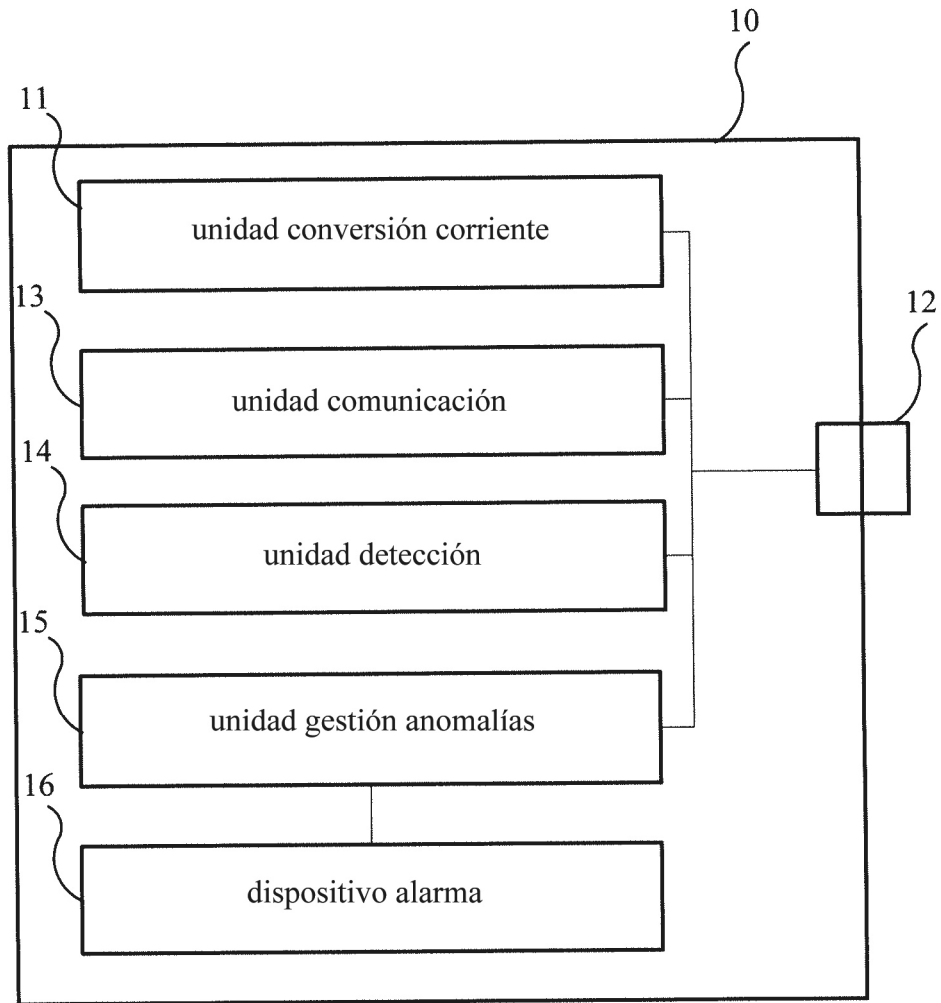 10
11
unidad conversión corriente
13
12
unidad comunicación
14
unidad detección
15
unidad gestión anomalías
16
dispositivo alarma